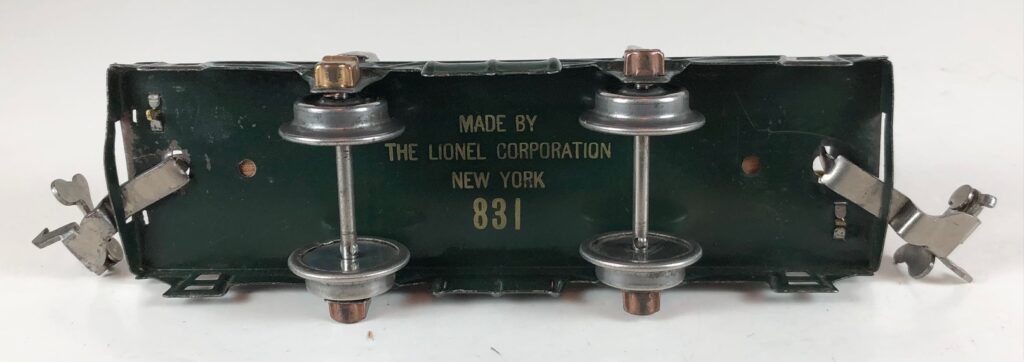 MADE BY
THE LIONEL CORPORATION
NEW YORK
831